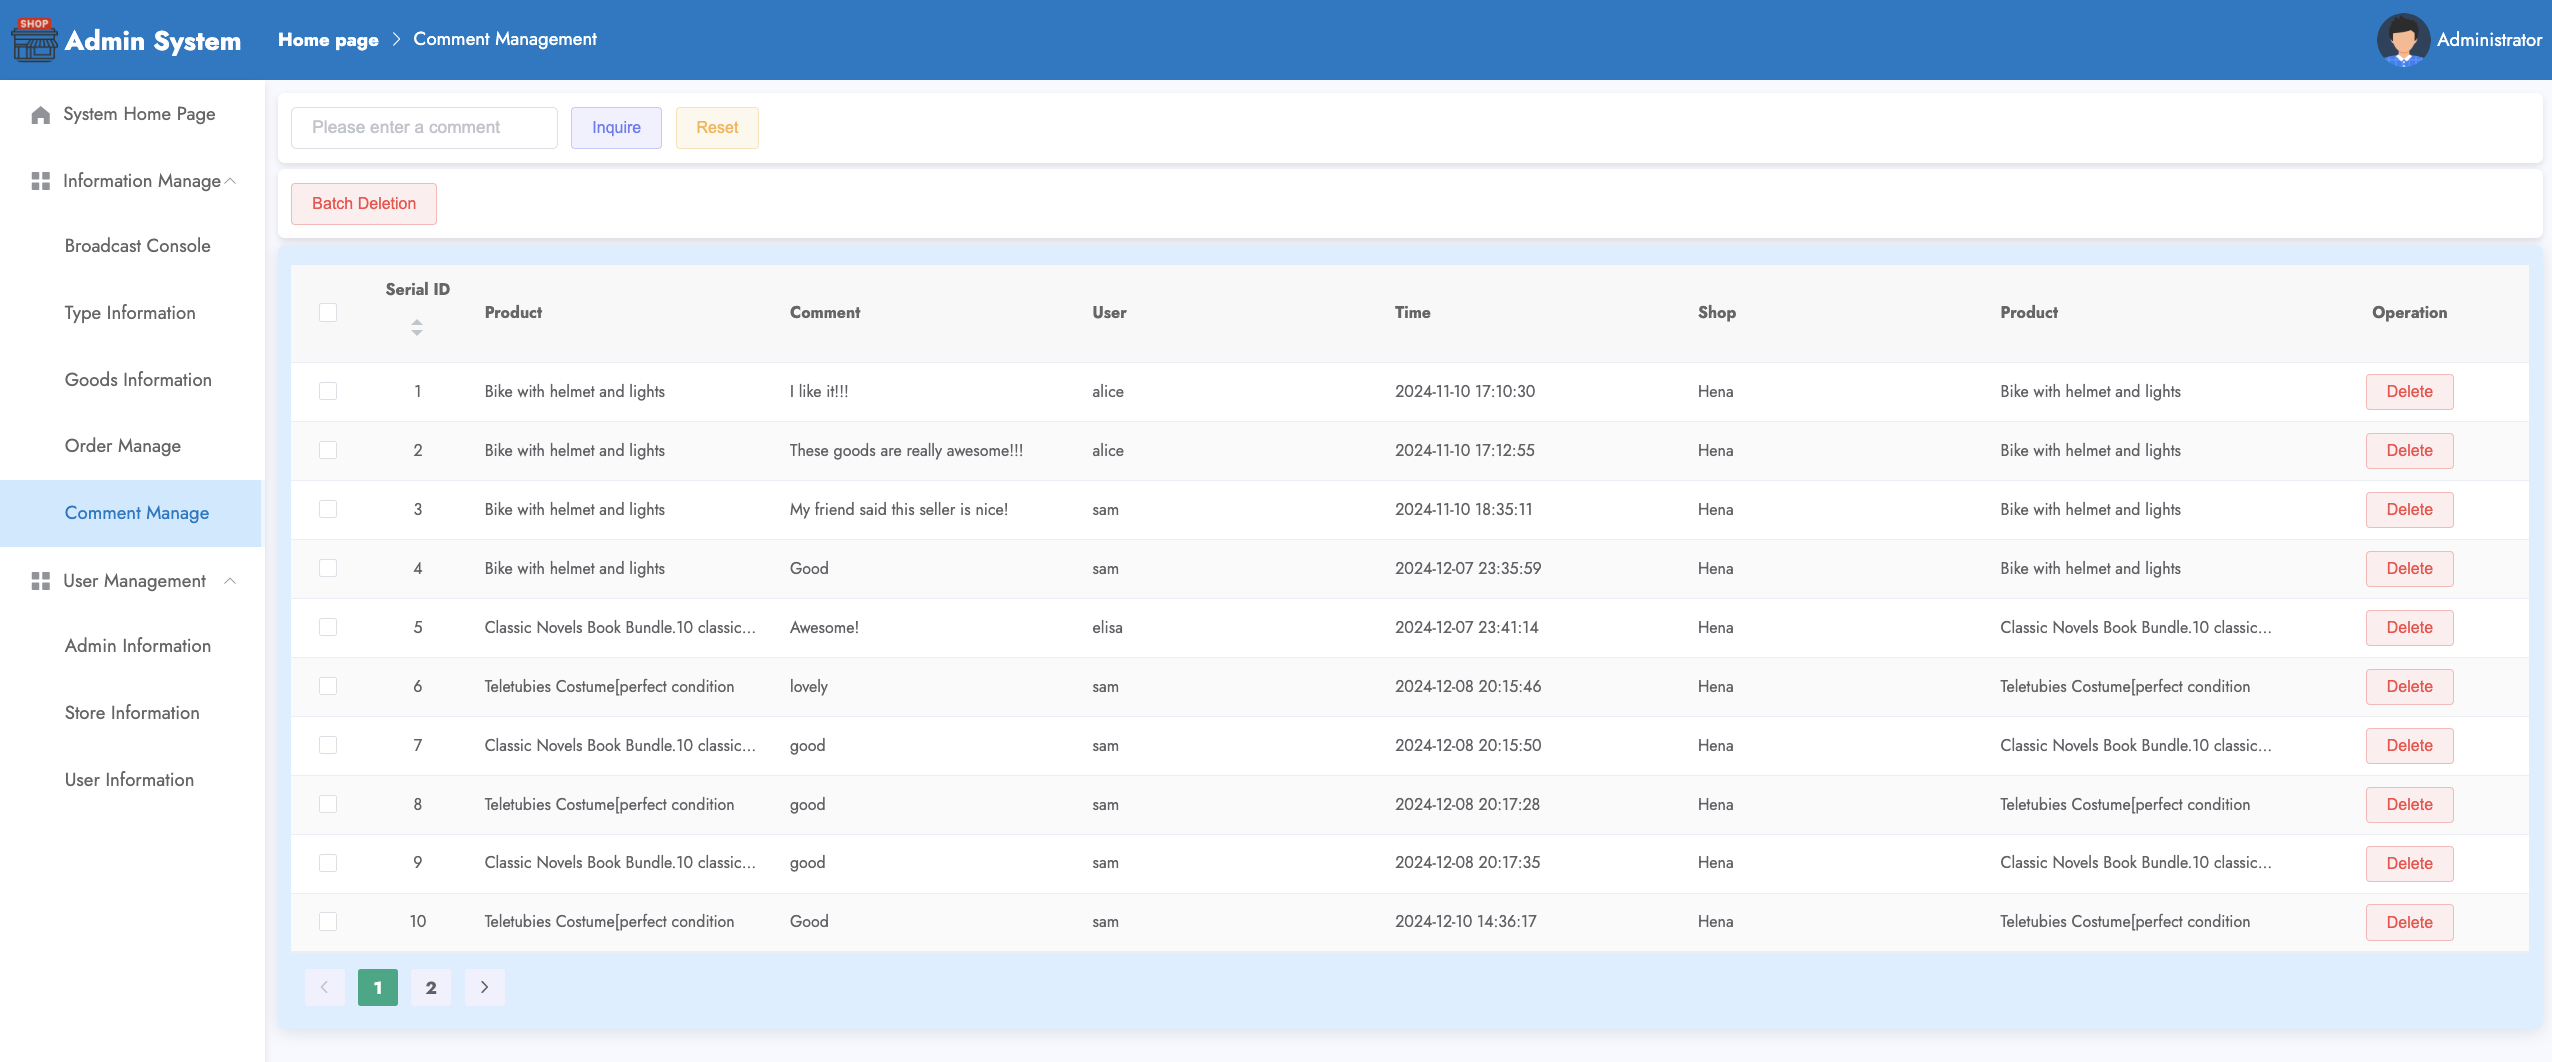 SHOP
Admin System
Home page > Comment Management
Administrator
System Home Page
Information Manage
Broadcast Console
Type Information
Goods Information
Order Manage
Comment Manage
User Management
Admin Information
Store Information
User Information
Please enter a comment Inquire Reset
Batch Deletion
Serial ID Product Comment User Time Shop Product Operation
1 Bike with helmet and lights I like it!!! alice 2024-11-10 17:10:30 Hena Bike with helmet and lights Delete
2 Bike with helmet and lights These goods are really awesome!!! alice 2024-11-10 17:12:55 Hena Bike with helmet and lights Delete
3 Bike with helmet and lights My friend said this seller is nice! sam 2024-11-10 18:35:11 Hena Bike with helmet and lights Delete
4 Bike with helmet and lights Good sam 2024-12-07 23:35:59 Hena Bike with helmet and lights Delete
5 Classic Novels Book Bundle.10 classic... Awesome! elisa 2024-12-07 23:41:14 Hena Classic Novels Book Bundle.10 classic... Delete
6 Teletubies Costume[perfect condition lovely sam 2024-12-08 20:15:46 Hena Teletubies Costume[perfect condition Delete
7 Classic Novels Book Bundle.10 classic... good sam 2024-12-08 20:15:50 Hena Classic Novels Book Bundle.10 classic... Delete
8 Teletubies Costume[perfect condition good sam 2024-12-08 20:17:28 Hena Teletubies Costume[perfect condition Delete
9 Classic Novels Book Bundle.10 classic... good sam 2024-12-08 20:17:35 Hena Classic Novels Book Bundle.10 classic... Delete
10 Teletubies Costume[perfect condition Good sam 2024-12-10 14:36:17 Hena Teletubies Costume[perfect condition Delete
1 2